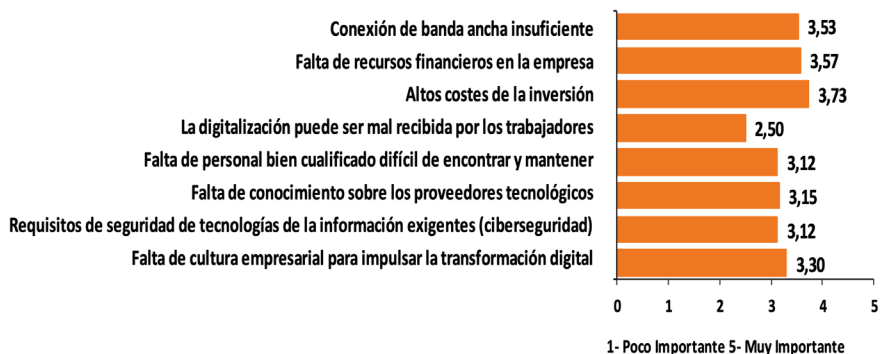 Conexión de banda ancha insuficiente 3,53
Falta de recursos financieros en la empresa 3,57
Altos costes de la inversión 3,73
La digitalización puede ser mal recibida por los trabajadores 2,50
Falta de personal bien cualificado difícil de encontrar y mantener 3,12
Falta de conocimiento sobre los proveedores tecnológicos 3,15
Requisitos de seguridad de tecnologías de la información exigentes (ciberseguridad) 3,12
Falta de cultura empresarial para impulsar la transformación digital 3,30
0 1 2 3 4 5
1- Poco Importante 5- Muy Importante